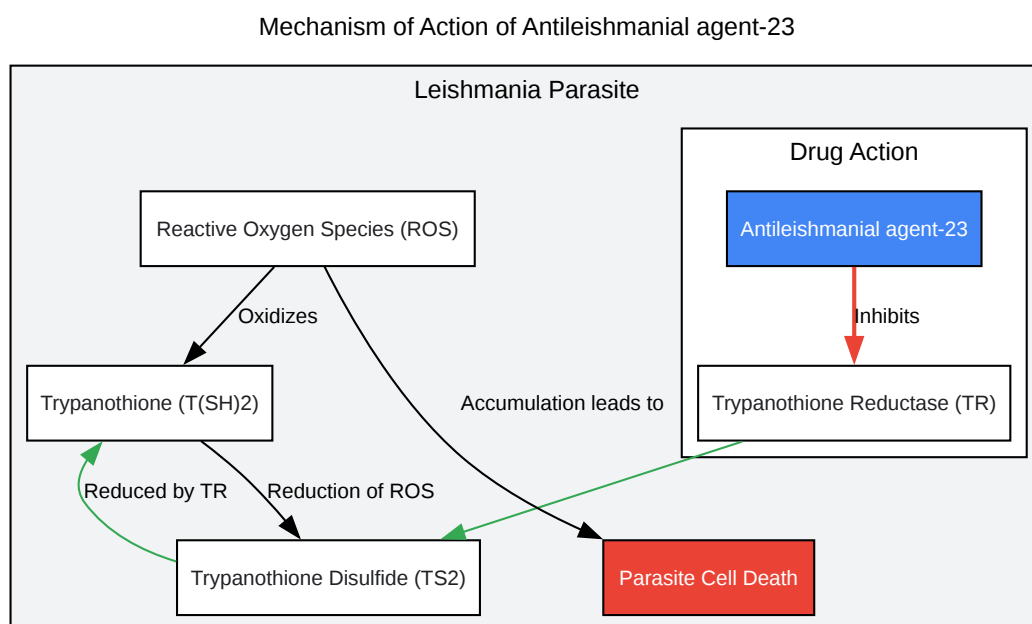 Mechanism of Action of Antileishmanial agent-23
Leishmania Parasite
Drug Action
Reactive Oxygen Species (ROS)
Antileishmanial agent-23
Oxidizes
Inhibits
Trypanothione (T(SH)2)
Accumulation leads to
Trypanothione Reductase (TR)
Reduced by TR
Reduction of ROS
Trypanothione Disulfide (TS2)
Parasite Cell Death